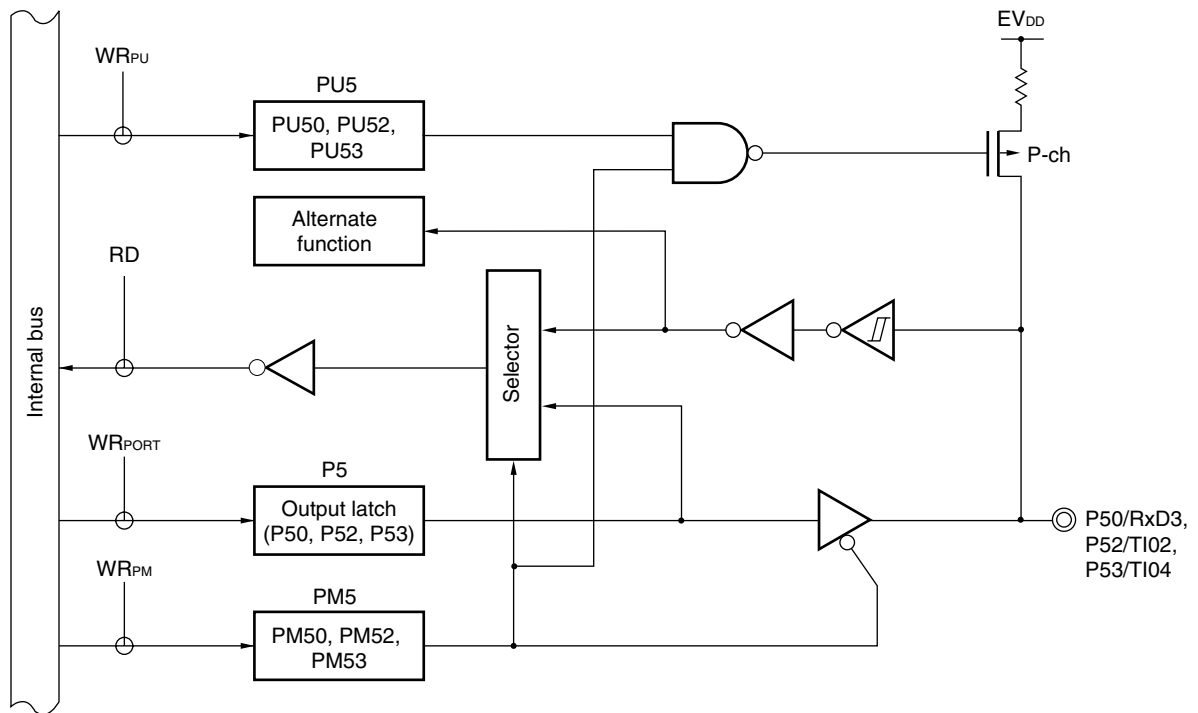 EVDD
WRPU
PU5
PU50, PU52,
PU53
P-ch
Alternate
function
RD
Selector
Internal bus
WRPORT
P5
Output latch
(P50, P52, P53)
P50/RxD3,
P52/TI02,
P53/TI04
WRPM
PM5
PM50, PM52,
PM53